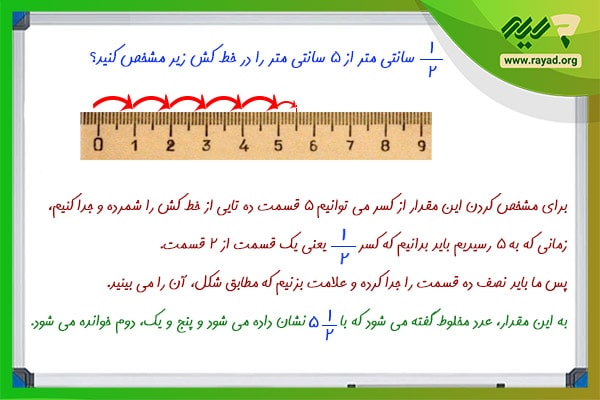 ریید
www.rayad.org
1/2 سانتی متر از ۵ سانتی متر را در خط کش زیر مشخص کنید؟
0 1 2 3 4 5 6 7 8 9
برای مشخص کردن این مقدار از کسر می توانیم ۵ قسمت ده تایی از خط کش را شمرده و جدا کنیم،
زمانی که به ۵ رسیدیم باید بدانیم که کسر 1/2 یعنی یک قسمت از ۲ قسمت.
پس ما باید نصف ده قسمت را جدا کرده و علامت بزنیم که مطابق شکل، آن را می بینید.
به این مقدار، عدد مخلوط گفته می شود که با ۵ 1/2 نشان داده می شود و پنج و یک، دوم خوانده می شود.